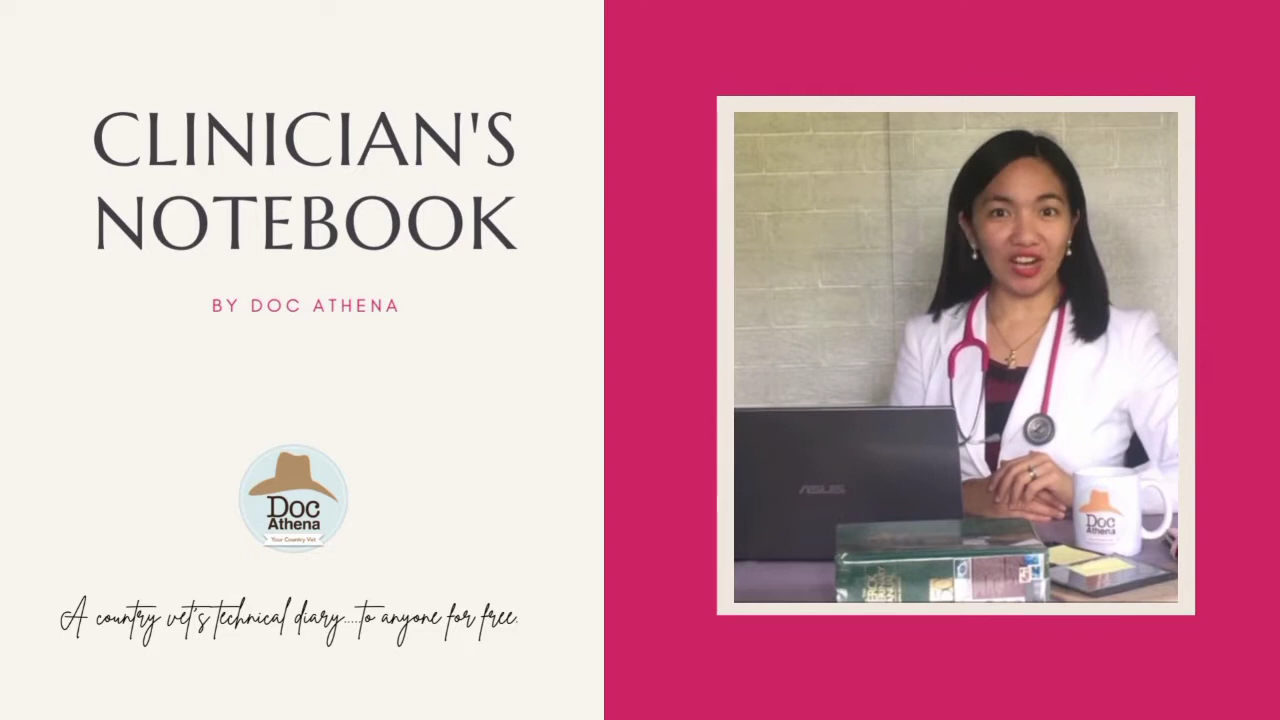 CLINICIAN'S
NOTEBOOK
BY DOC ATHENA
Doc
Athena
Your Country Vet
A country vet's technical diary....to anyone for free.
ASUS
Doc
Athena